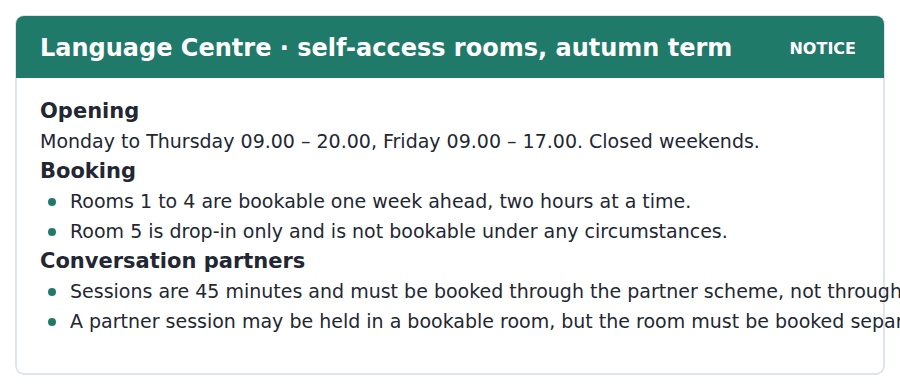 Language Centre · self-access rooms, autumn term
NOTICE
Opening
Monday to Thursday 09.00 – 20.00, Friday 09.00 – 17.00. Closed weekends.
Booking
Rooms 1 to 4 are bookable one week ahead, two hours at a time.
Room 5 is drop-in only and is not bookable under any circumstances.
Conversation partners
Sessions are 45 minutes and must be booked through the partner scheme, not through
A partner session may be held in a bookable room, but the room must be booked